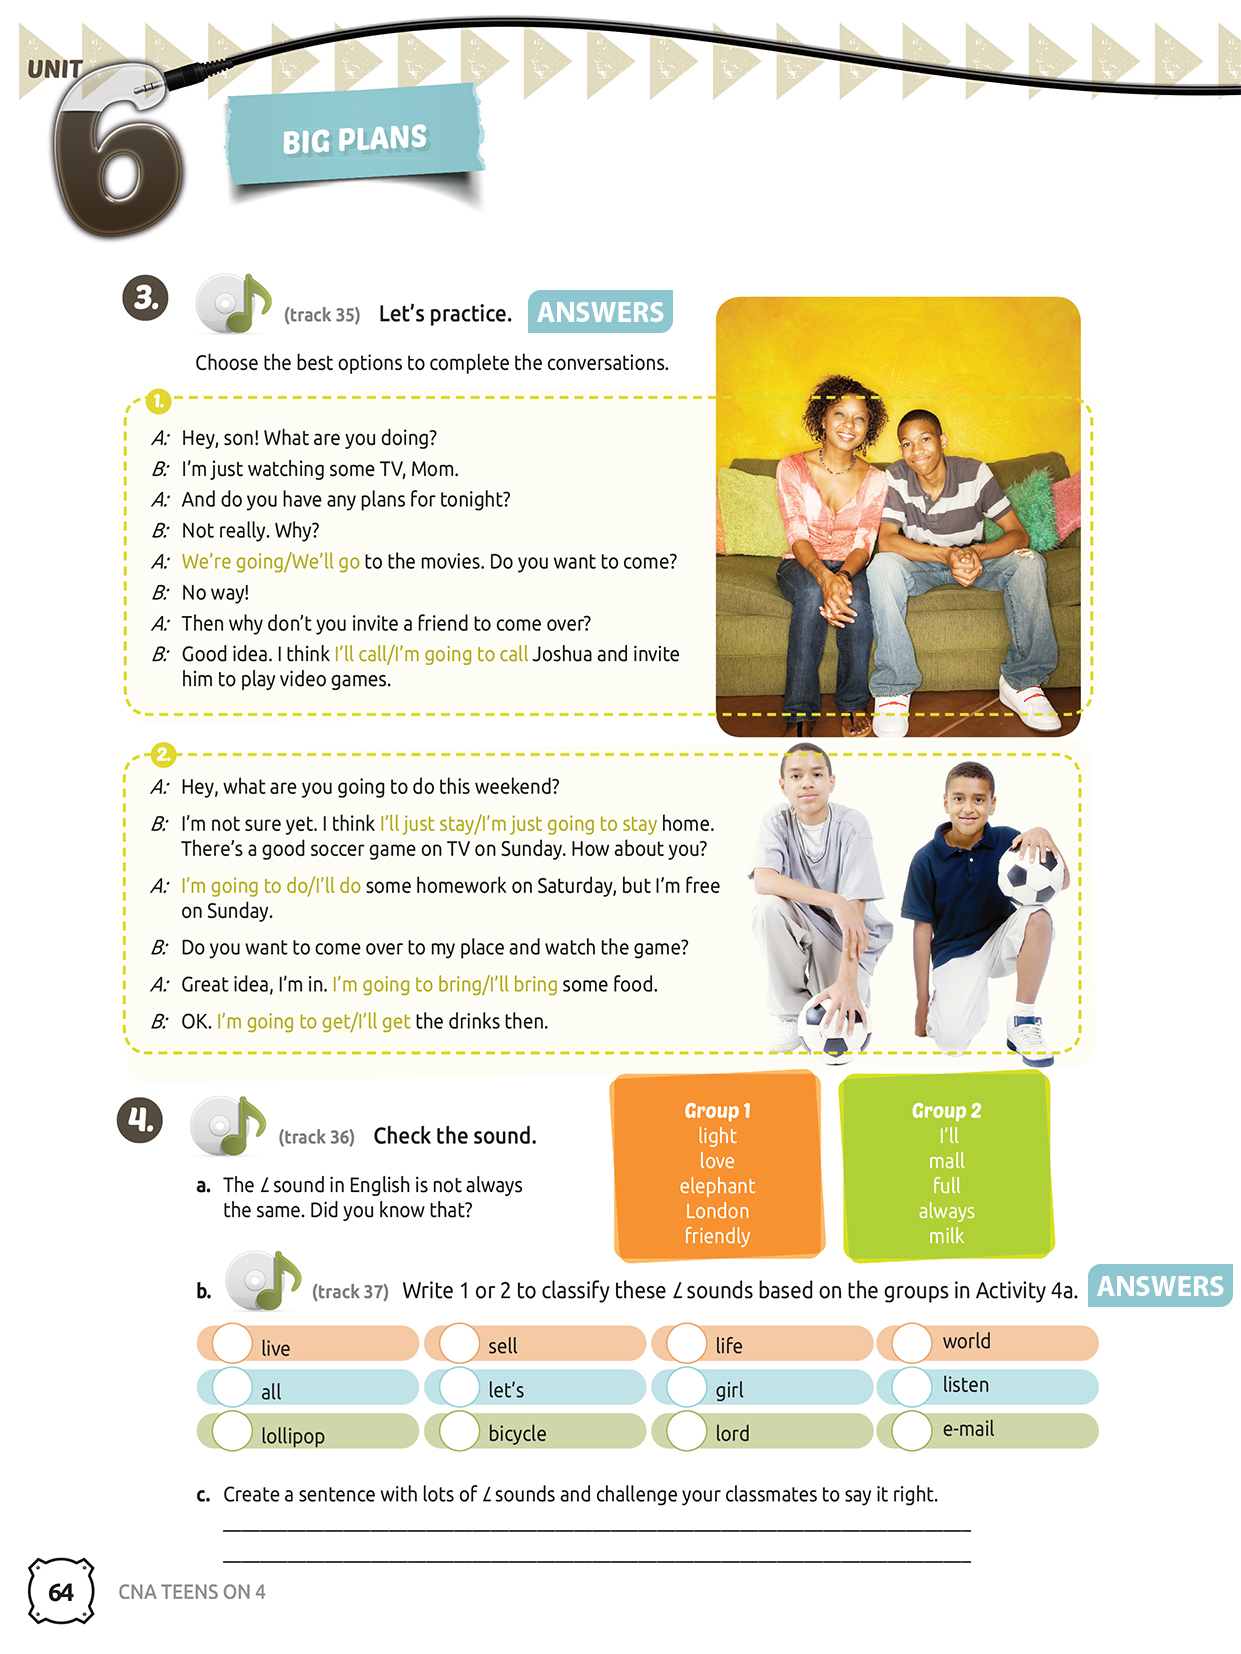 UNIT
6
BIG PLANS
3.
(track 35) Let's practice. ANSWERS
Choose the best options to complete the conversations.
1.
A: Hey, son! What are you doing?
B: I'm just watching some TV, Mom.
A: And do you have any plans for tonight?
B: Not really. Why?
A: We're going/We'll go to the movies. Do you want to come?
B: No way!
A: Then why don't you invite a friend to come over?
B: Good idea. I think I'll call/I'm going to call Joshua and invite
him to play video games.
2.
A: Hey, what are you going to do this weekend?
B: I'm not sure yet. I think I'll just stay/I'm just going to stay home.
There's a good soccer game on TV on Sunday. How about you?
A: I'm going to do/I'll do some homework on Saturday, but I'm free
on Sunday.
B: Do you want to come over to my place and watch the game?
A: Great idea, I'm in. I'm going to bring/I'll bring some food.
B: OK. I'm going to get/I'll get the drinks then.
4.
(track 36) Check the sound.
a. The L sound in English is not always
the same. Did you know that?
Group 1
light
love
elephant
London
friendly
Group 2
I'll
mall
full
always
milk
b. (track 37) Write 1 or 2 to classify these L sounds based on the groups in Activity 4a. ANSWERS
live sell life world
all let's girl listen
lollipop bicycle lord e-mail
c. Create a sentence with lots of L sounds and challenge your classmates to say it right.
64 CNA TEENS ON 4